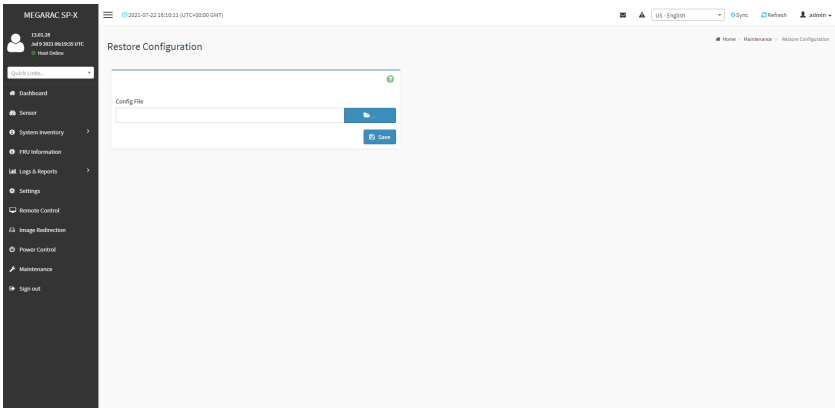 MEGARAC SP-X
2021-07-22 16:10:11 (UTC+00:00 GMT)
US - English
Sync
Refresh
admin
13.01.28
Jul 9 2021 06:19:35 UTC
Host Online
Quick Links...
Dashboard
Sensor
System Inventory
FRU Information
Logs & Reports
Settings
Remote Control
Image Redirection
Power Control
Maintenance
Sign out
Restore Configuration
Home > Maintenance > Restore Configuration
?
Config File
...
Save